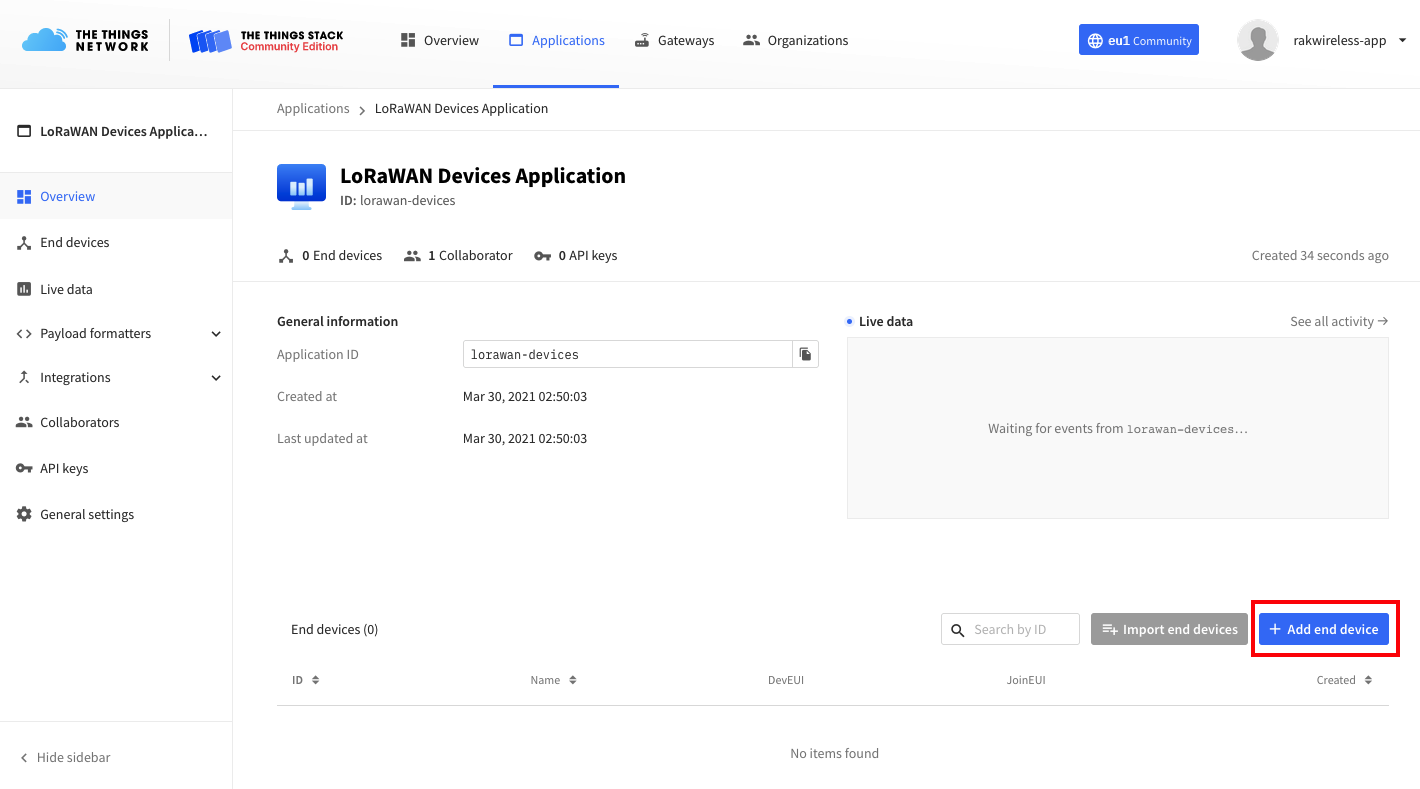 THE THINGS
NETWORK
THE THINGS STACK
Community Edition
Overview
Applications
Gateways
Organizations
eu1 Community
rakwireless-app
LoRaWAN Devices Applica...
Overview
End devices
Live data
Payload formatters
Integrations
Collaborators
API keys
General settings
Hide sidebar
Applications > LoRaWAN Devices Application
LoRaWAN Devices Application
ID: lorawan-devices
0 End devices
1 Collaborator
0 API keys
Created 34 seconds ago
General information
Application ID
lorawan-devices
Created at
Mar 30, 2021 02:50:03
Last updated at
Mar 30, 2021 02:50:03
Live data
See all activity →
Waiting for events from lorawan-devices...
End devices (0)
Search by ID
Import end devices
+ Add end device
ID
Name
DevEUI
JoinEUI
Created
No items found